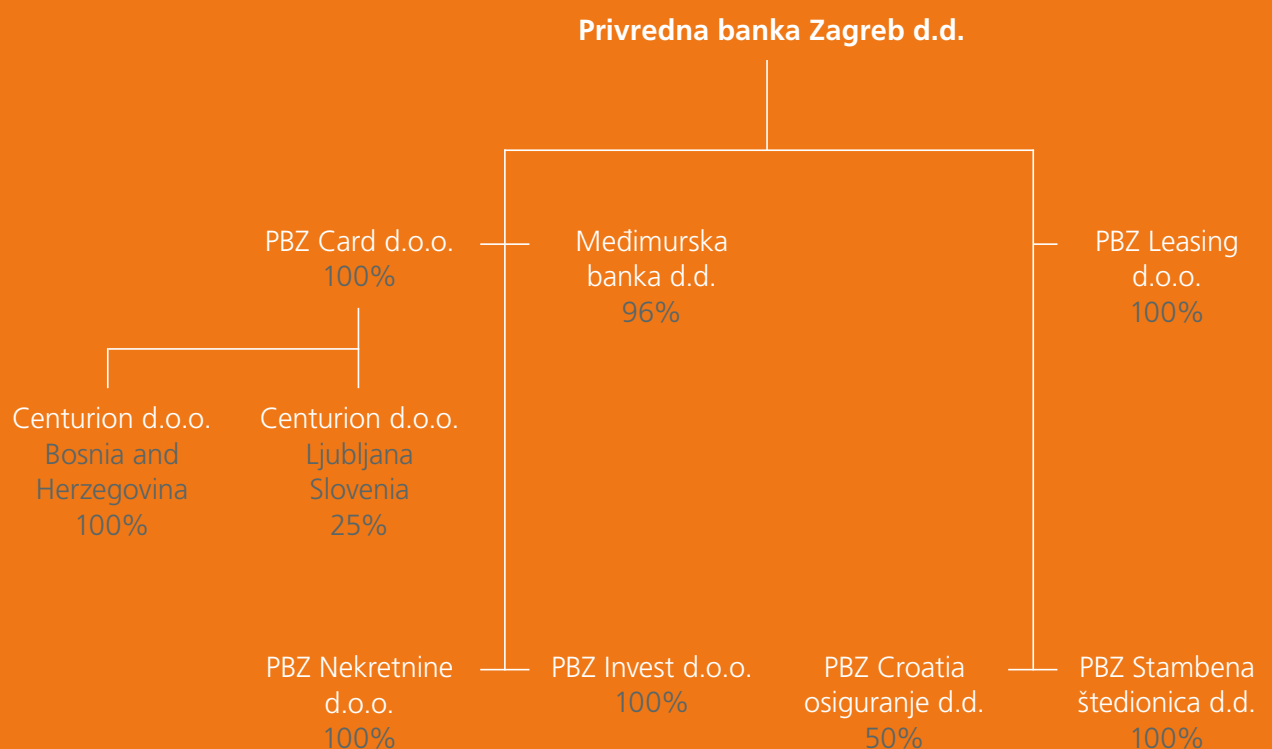 Privredna banka Zagreb d.d.
PBZ Card d.o.o.
100%
Međimurska
banka d.d.
96%
PBZ Leasing
d.o.o.
100%
Centurion d.o.o.
Bosnia and
Herzegovina
100%
Centurion d.o.o.
Ljubljana
Slovenia
25%
PBZ Nekretnine
d.o.o.
100%
PBZ Invest d.o.o.
100%
PBZ Croatia
osiguranje d.d.
50%
PBZ Stambena
štedionica d.d.
100%